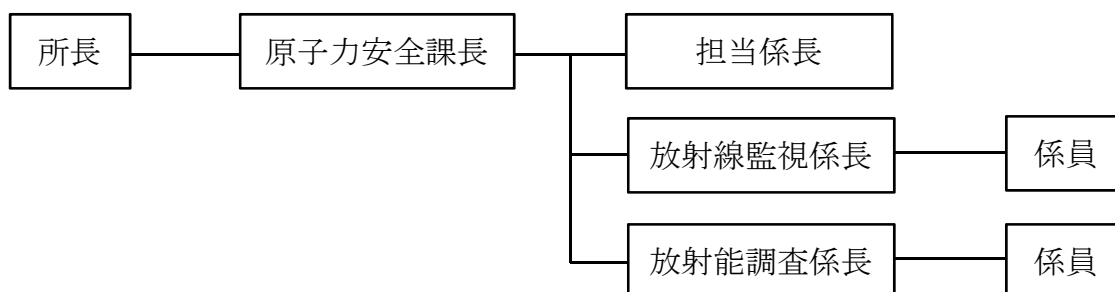 所長
原子力安全課長
担当係長
放射線監視係長
係員
放射能調査係長
係員